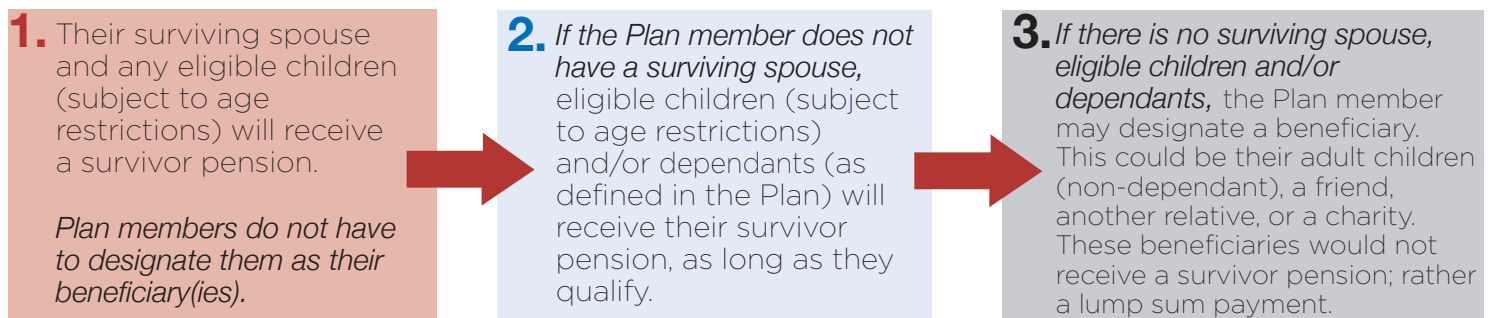 1. Their surviving spouse
and any eligible children
(subject to age
restrictions) will receive
a survivor pension.
Plan members do not have
to designate them as their
beneficiary(ies).
2. If the Plan member does not
have a surviving spouse,
eligible children (subject
to age restrictions)
and/or dependants (as
defined in the Plan) will
receive their survivor
pension, as long as they
qualify.
3. If there is no surviving spouse,
eligible children and/or
dependants, the Plan member
may designate a beneficiary.
This could be their adult children
(non-dependant), a friend,
another relative, or a charity.
These beneficiaries would not
receive a survivor pension; rather
a lump sum payment.